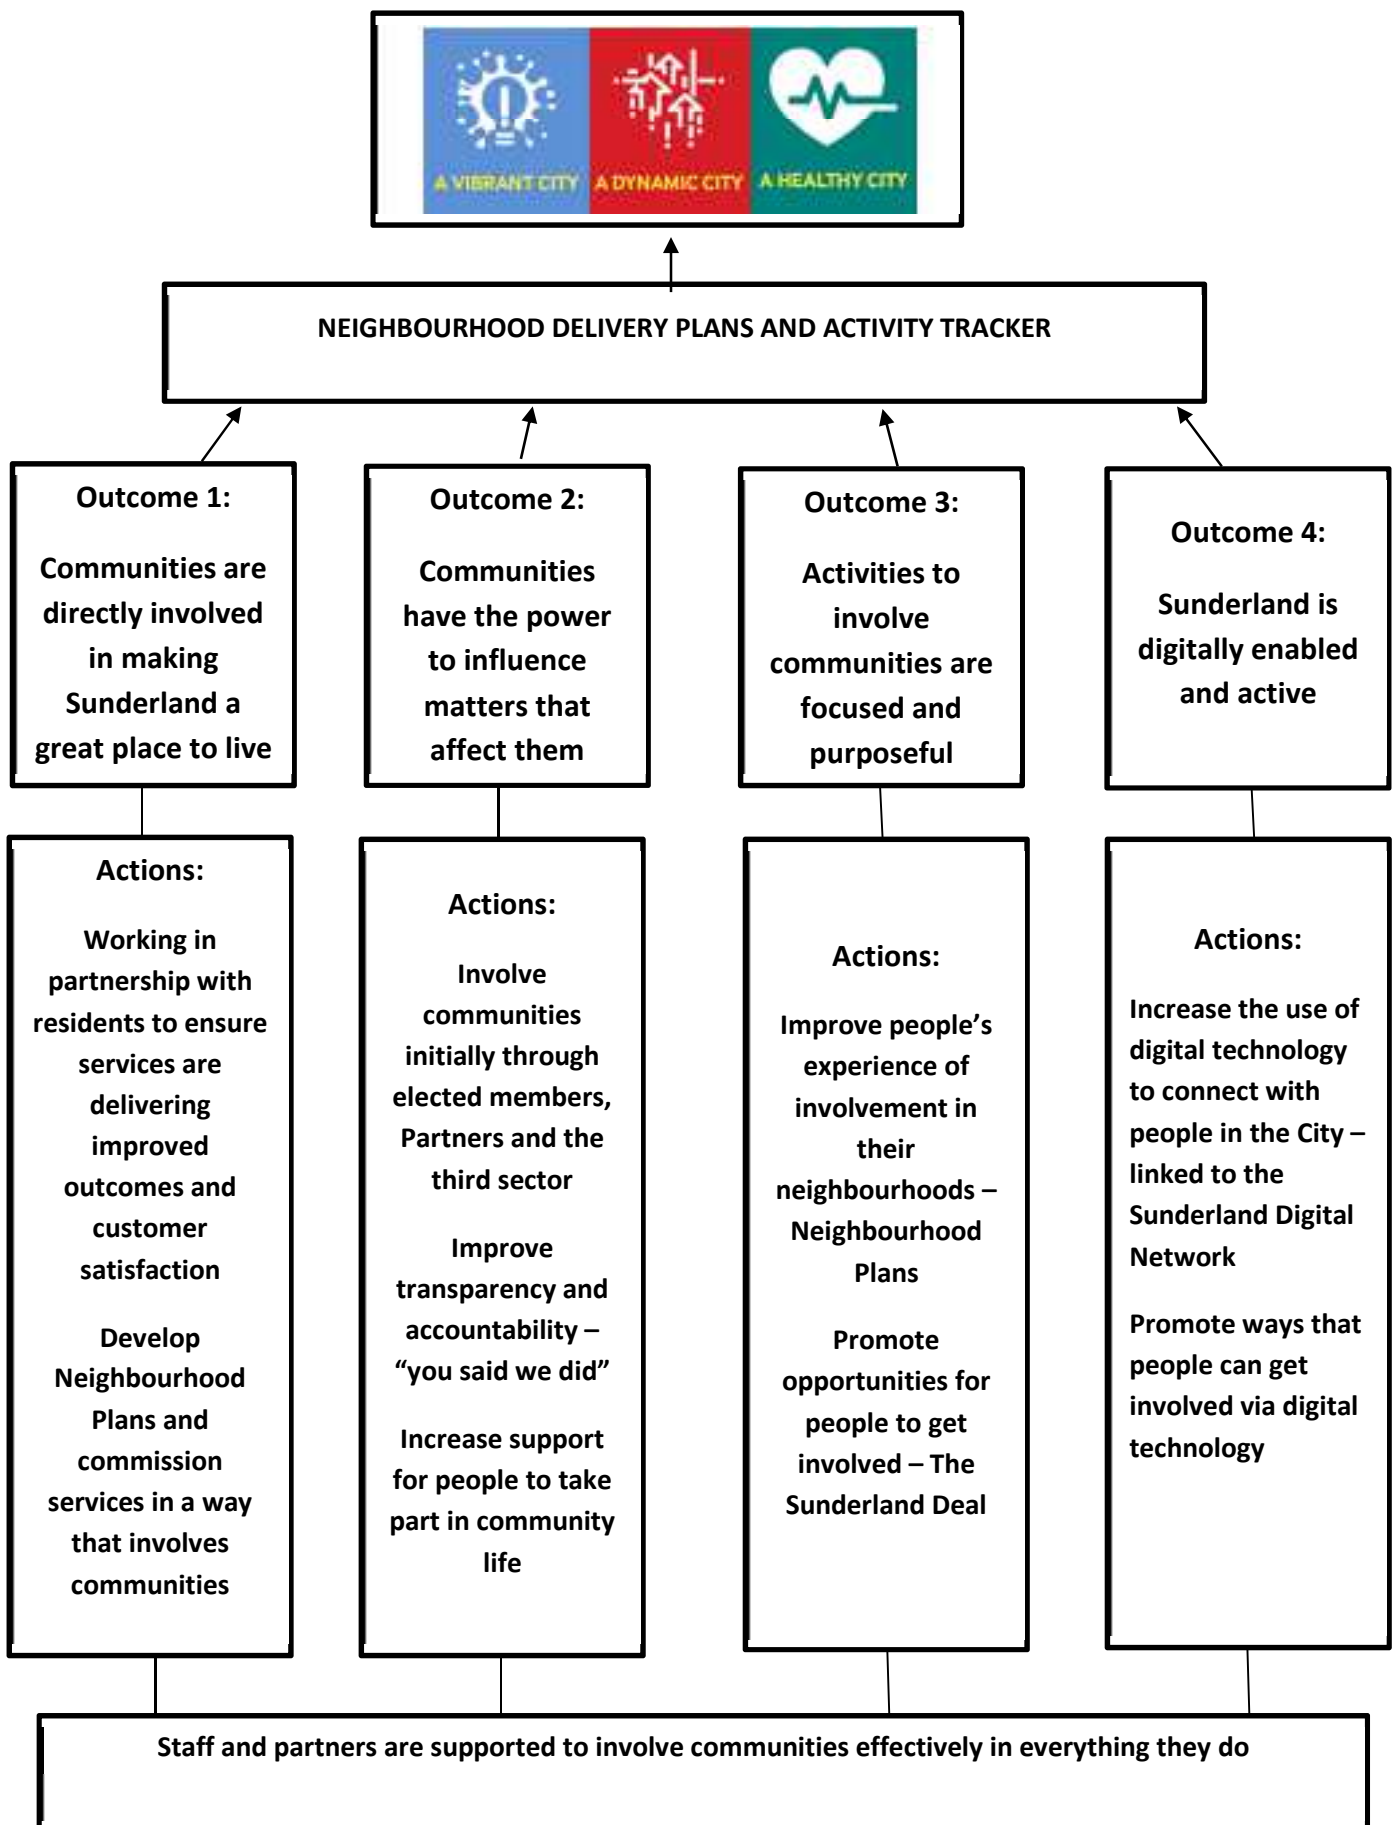 A VIBRANT CITY
A DYNAMIC CITY
A HEALTHY CITY
NEIGHBOURHOOD DELIVERY PLANS AND ACTIVITY TRACKER
Outcome 1:
Communities are
directly involved
in making
Sunderland a
great place to live
Outcome 2:
Communities
have the power
to influence
matters that
affect them
Outcome 3:
Activities to
involve
communities are
focused and
purposeful
Outcome 4:
Sunderland is
digitally enabled
and active
Actions:
Working in
partnership with
residents to ensure
services are
delivering
improved
outcomes and
customer
satisfaction
Develop
Neighbourhood
Plans and
commission
services in a way
that involves
communities
Actions:
Involve
communities
initially through
elected members,
Partners and the
third sector
Improve
transparency and
accountability –
“you said we did”
Increase support
for people to take
part in community
life
Actions:
Improve people’s
experience of
involvement in
their
neighbourhoods –
Neighbourhood
Plans
Promote
opportunities for
people to get
involved – The
Sunderland Deal
Actions:
Increase the use of
digital technology
to connect with
people in the City –
linked to the
Sunderland Digital
Network
Promote ways that
people can get
involved via digital
technology
Staff and partners are supported to involve communities effectively in everything they do